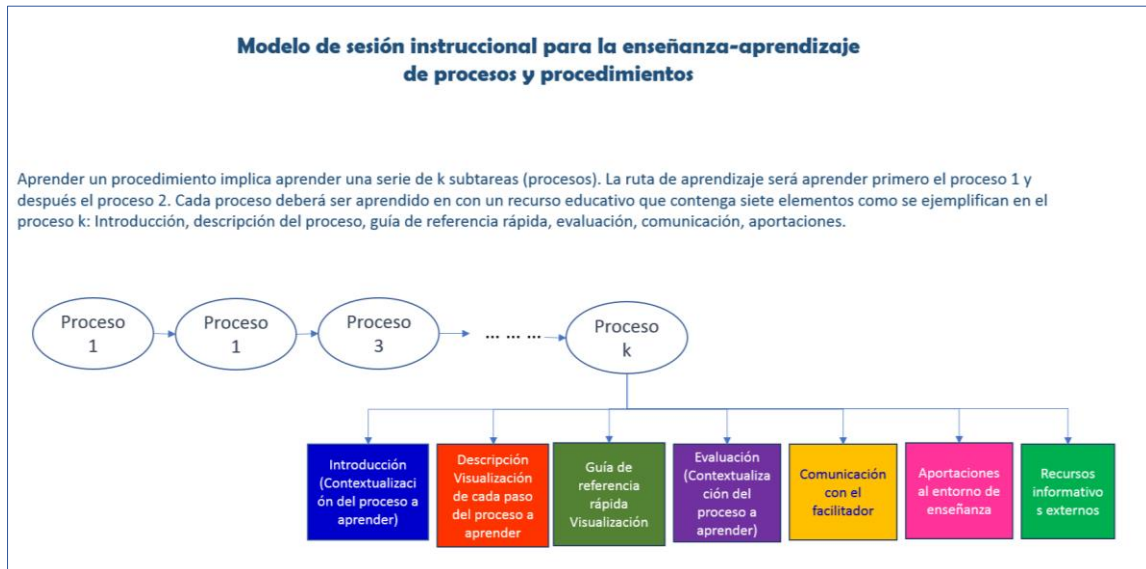 Modelo de sesión instruccional para la enseñanza-aprendizaje
de procesos y procedimientos
Aprender un procedimiento implica aprender una serie de k subtareas (procesos). La ruta de aprendizaje será aprender primero el proceso 1 y
después el proceso 2. Cada proceso deberá ser aprendido en con un recurso educativo que contenga siete elementos como se ejemplifican en el
proceso k: Introducción, descripción del proceso, guía de referencia rápida, evaluación, comunicación, aportaciones.
Proceso
1
Proceso
1
Proceso
3
... ... ...
Proceso
k
Introducción
(Contextualizaci
ón del proceso a
aprender)
Descripción
Visualización
de cada paso
del proceso a
aprender
Guía de
referencia
rápida
Visualización
Evaluación
(Contextualiza
ción del
proceso a
aprender)
Comunicación
con el
facilitador
Aportaciones
al entorno de
enseñanza
Recursos
informativo
s externos